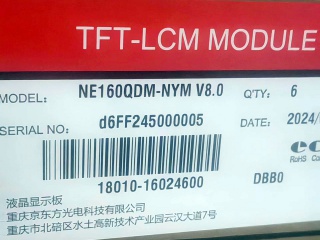 TFT-LCM MODULE
MODEL: NE160QDM-NYM V8.0 Q'TY: 6
SERIAL NO: d6FF245000005 DATE: 2024/
RoHS
18010-16024600 DBB0
液晶显示板
重庆京东方光电科技有限公司
重庆市北碚区水土高新技术产业园云汉大道7号